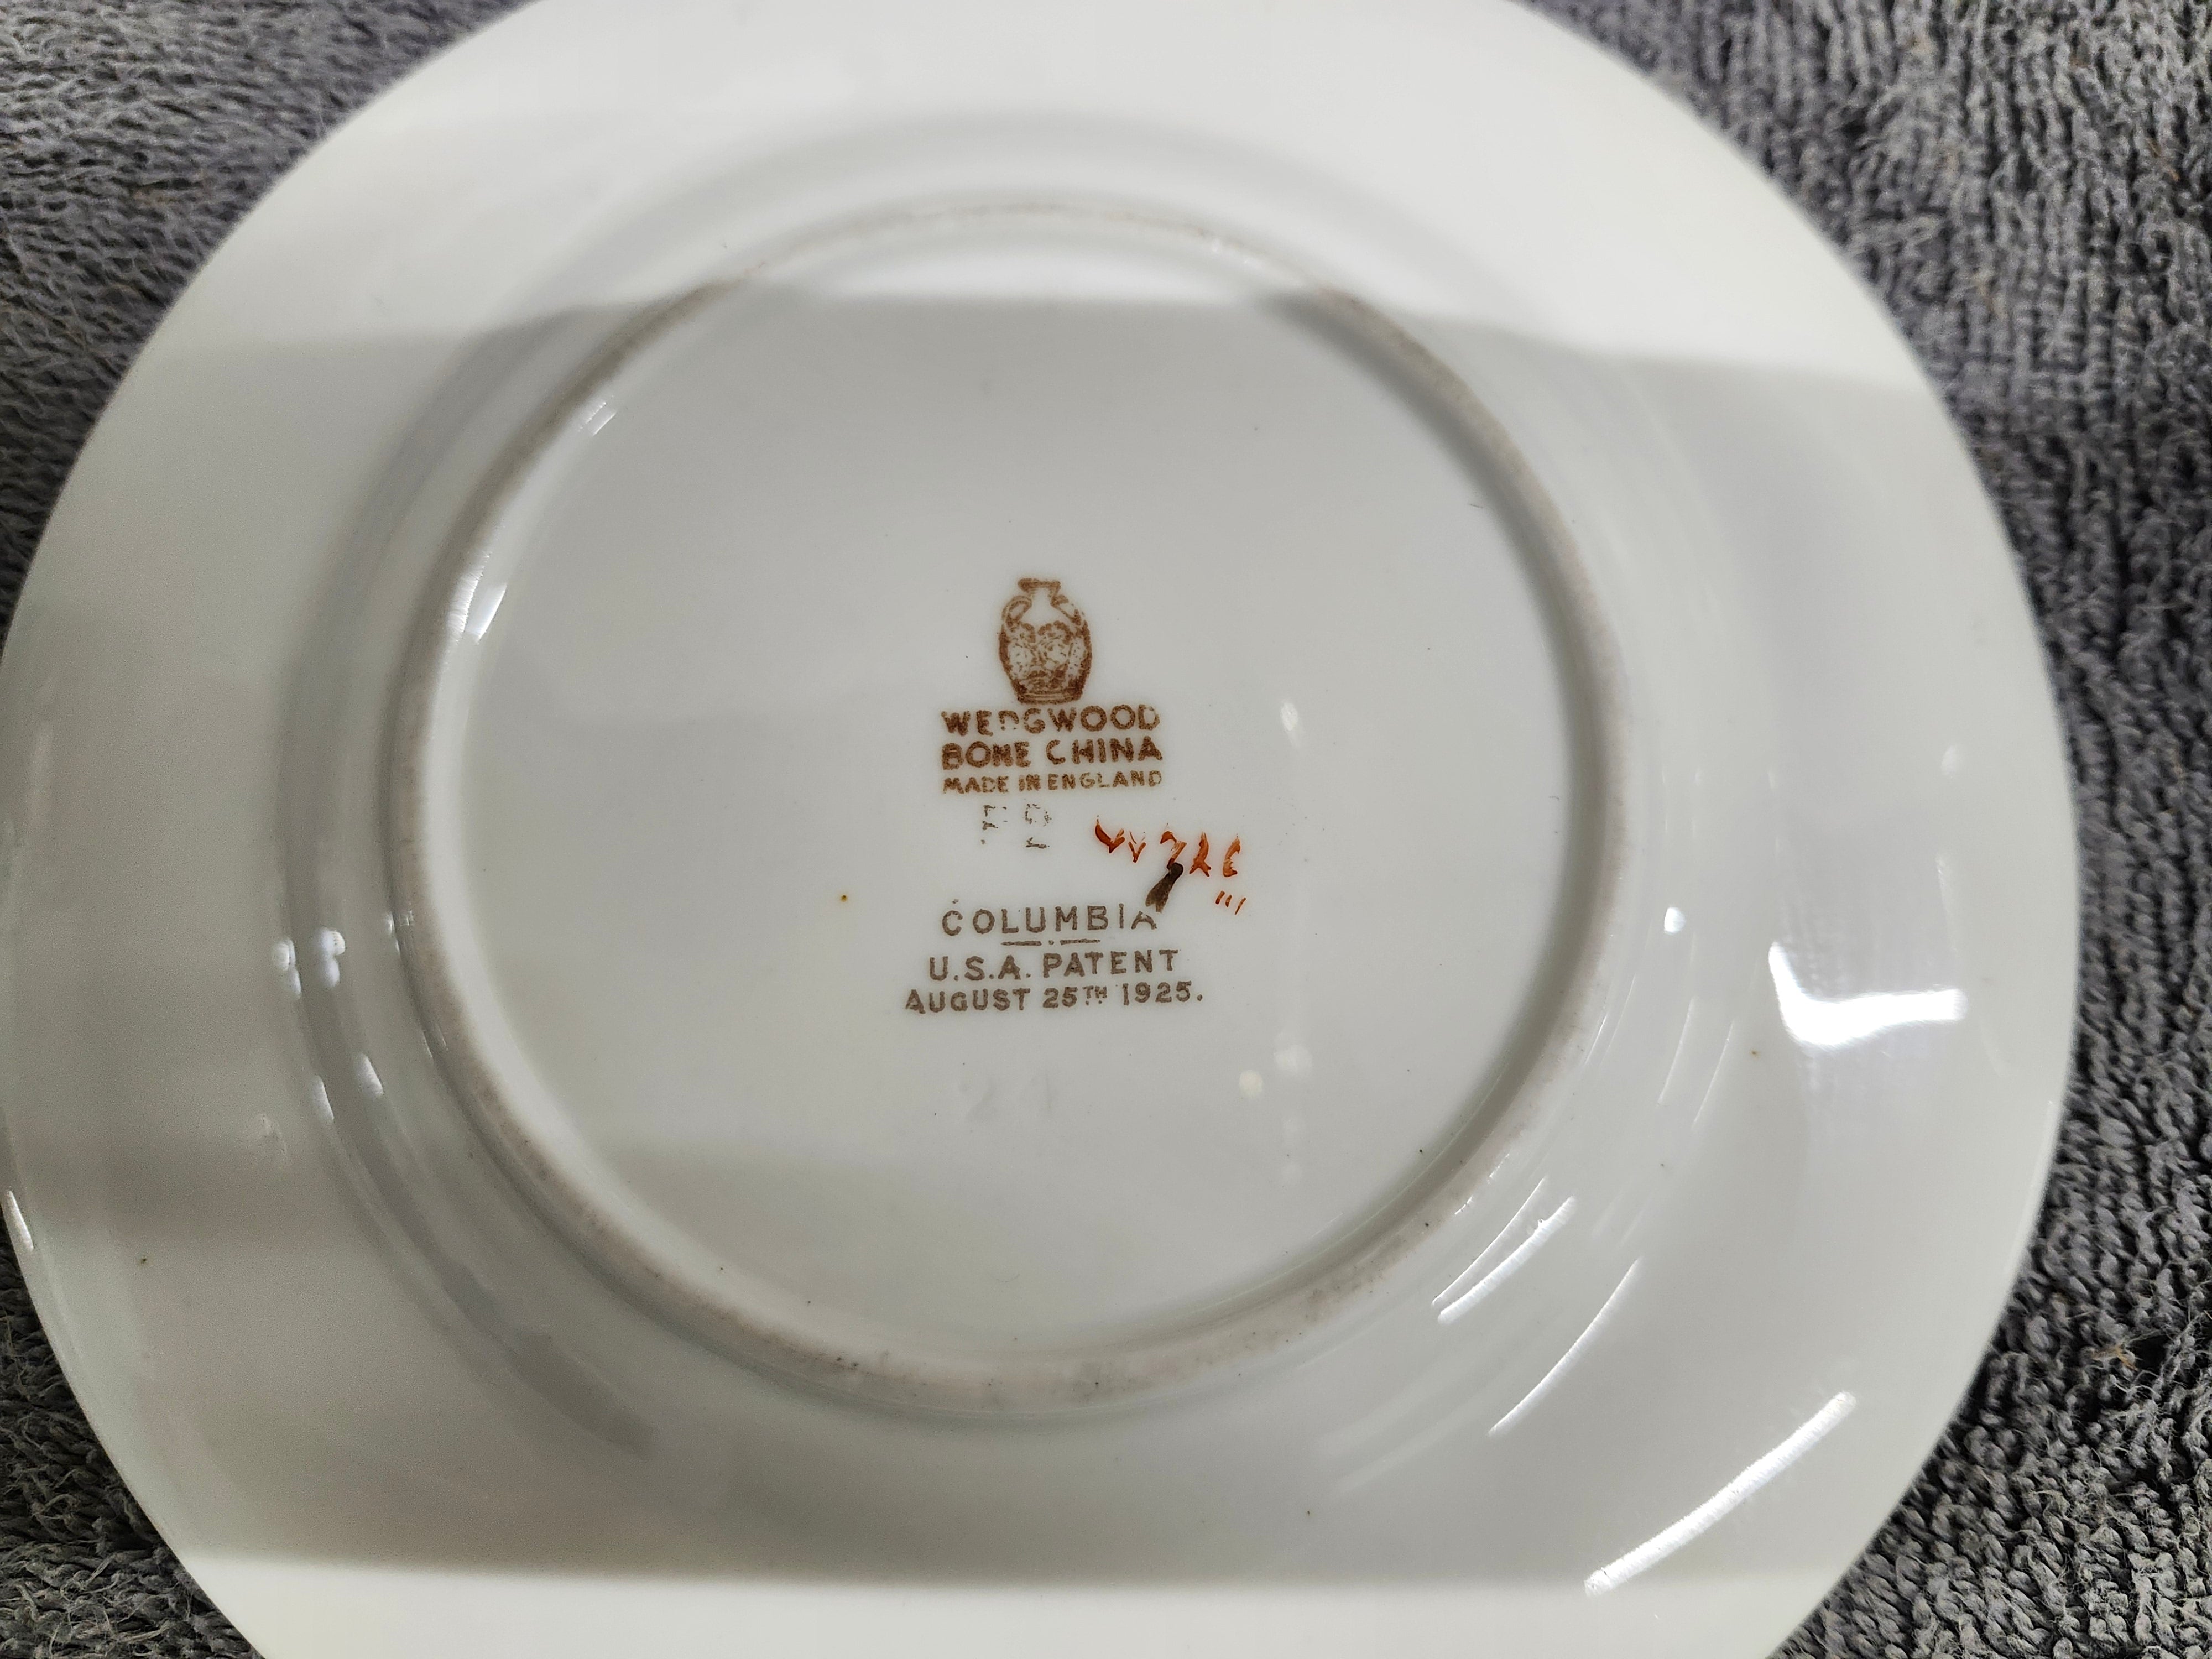 WEDGWOOD
BONE CHINA
MADE IN ENGLAND
COLUMBIA
U.S.A. PATENT
AUGUST 25TH 1925.